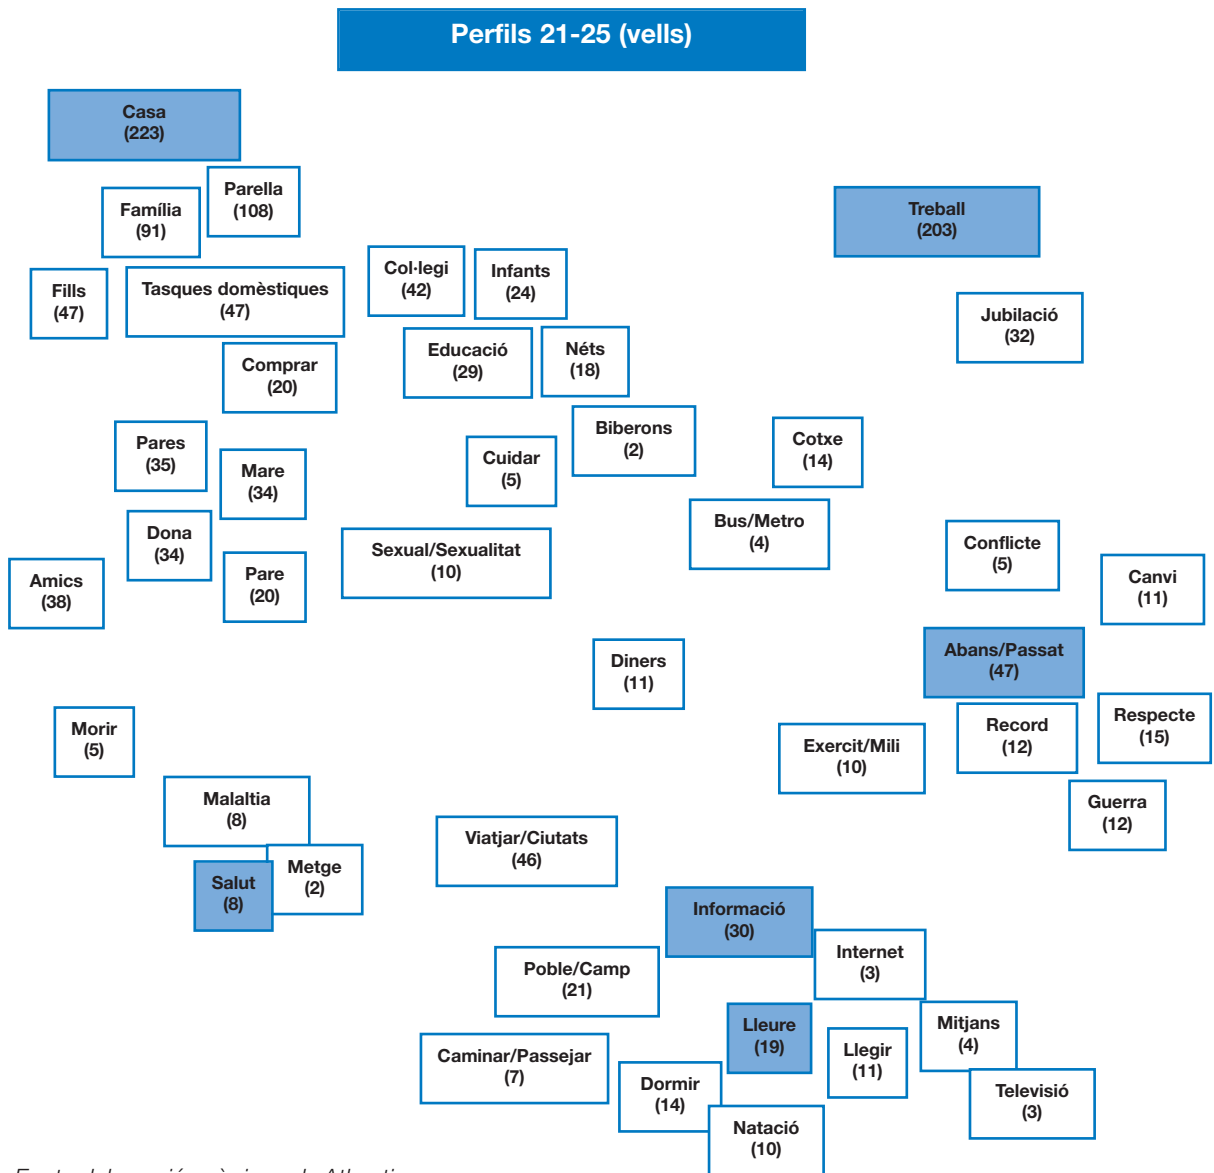 Perfils 21-25 (vells)
Casa
(223)
Parella
(108)
Família
(91)
Treball
(203)
Col·legi
(42)
Infants
(24)
Fills
(47)
Tasques domèstiques
(47)
Jubilació
(32)
Comprar
(20)
Educació
(29)
Néts
(18)
Biberons
(2)
Cotxe
(14)
Pares
(35)
Mare
(34)
Cuidar
(5)
Bus/Metro
(4)
Dona
(34)
Sexual/Sexualitat
(10)
Conflicte
(5)
Amics
(38)
Pare
(20)
Canvi
(11)
Diners
(11)
Abans/Passat
(47)
Morir
(5)
Exercit/Mili
(10)
Record
(12)
Respecte
(15)
Malaltia
(8)
Guerra
(12)
Viatjar/Ciutats
(46)
Salut
(8)
Metge
(2)
Informació
(30)
Internet
(3)
Poble/Camp
(21)
Lleure
(19)
Mitjans
(4)
Llegir
(11)
Caminar/Passejar
(7)
Dormir
(14)
Televisió
(3)
Natació
(10)